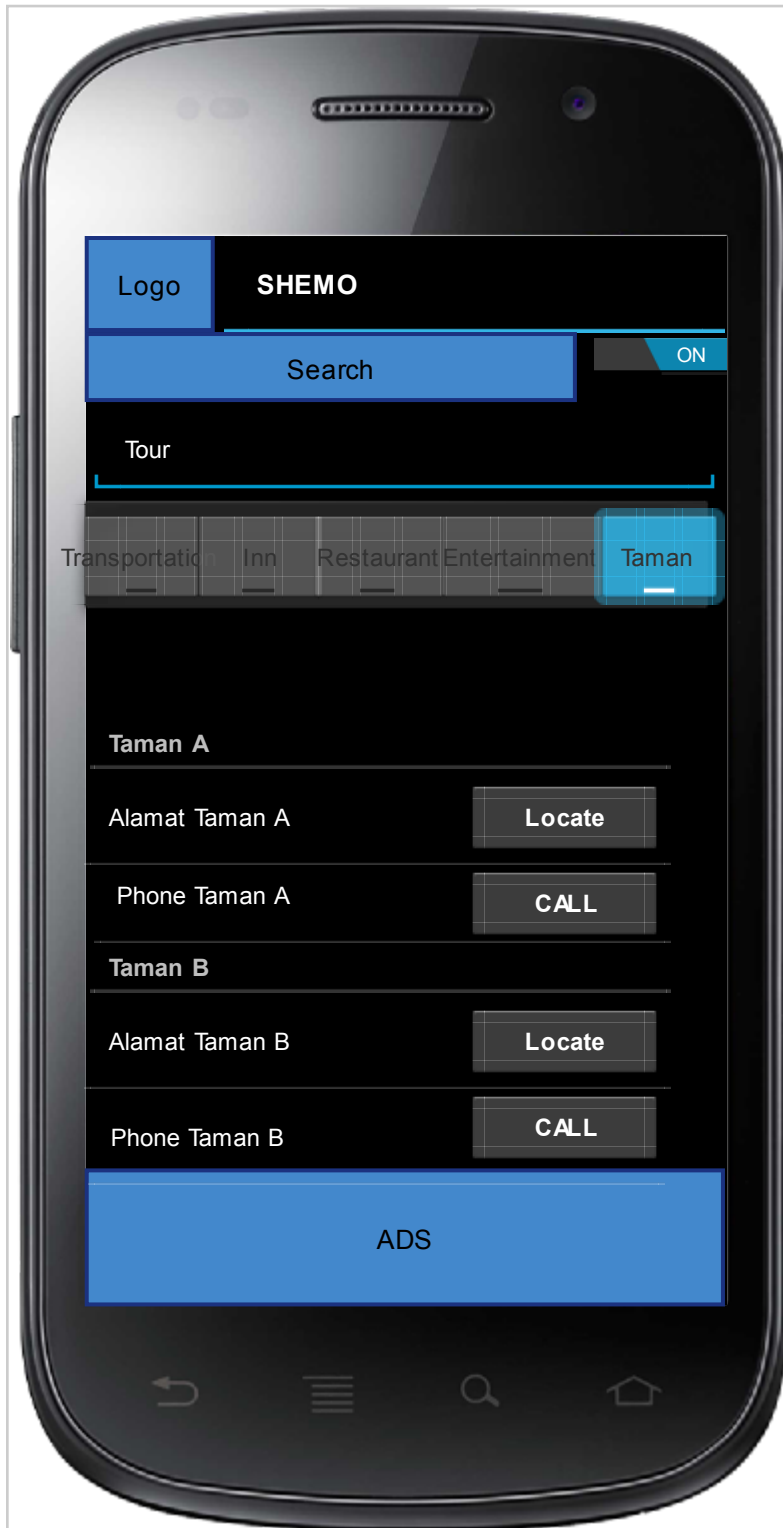 Logo
SHEMO
Search
ON
Tour
Transportation Inn Restaurant Entertainment Taman
Taman A
Alamat Taman A
Locate
Phone Taman A
CALL
Taman B
Alamat Taman B
Locate
Phone Taman B
CALL
ADS